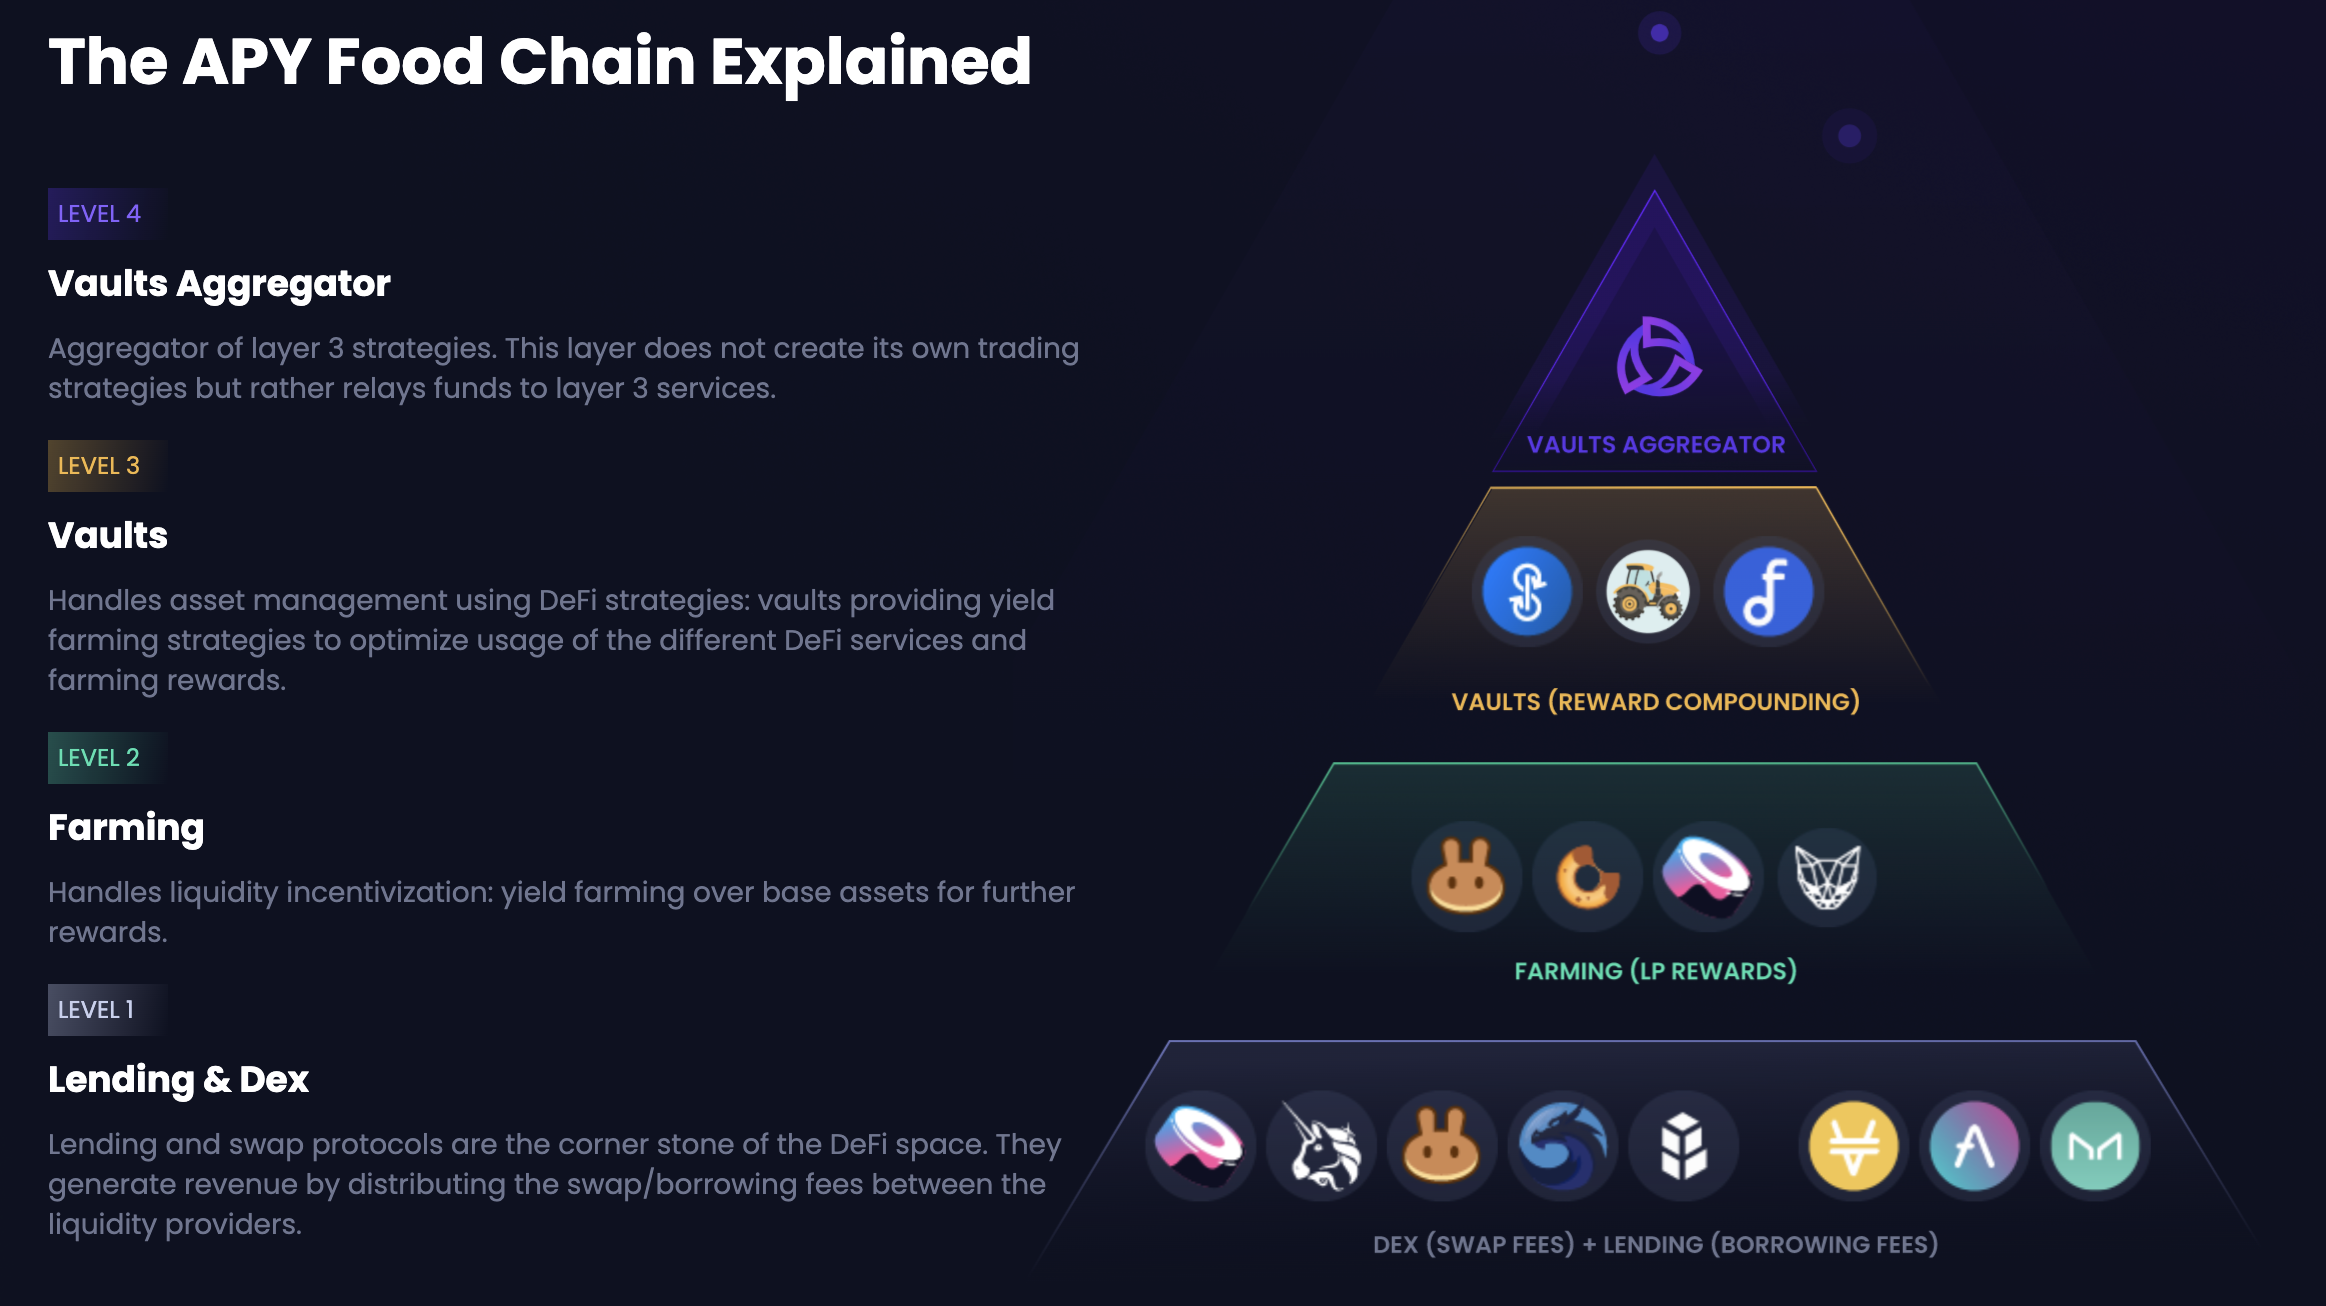 The APY Food Chain Explained
LEVEL 4
Vaults Aggregator
Aggregator of layer 3 strategies. This layer does not create its own trading
strategies but rather relays funds to layer 3 services.
LEVEL 3
Vaults
Handles asset management using DeFi strategies: vaults providing yield
farming strategies to optimize usage of the different DeFi services and
farming rewards.
LEVEL 2
Farming
Handles liquidity incentivization: yield farming over base assets for further
rewards.
LEVEL 1
Lending & Dex
Lending and swap protocols are the corner stone of the DeFi space. They
generate revenue by distributing the swap/borrowing fees between the
liquidity providers.
VAULTS AGGREGATOR
VAULTS (REWARD COMPOUNDING)
FARMING (LP REWARDS)
DEX (SWAP FEES) + LENDING (BORROWING FEES)